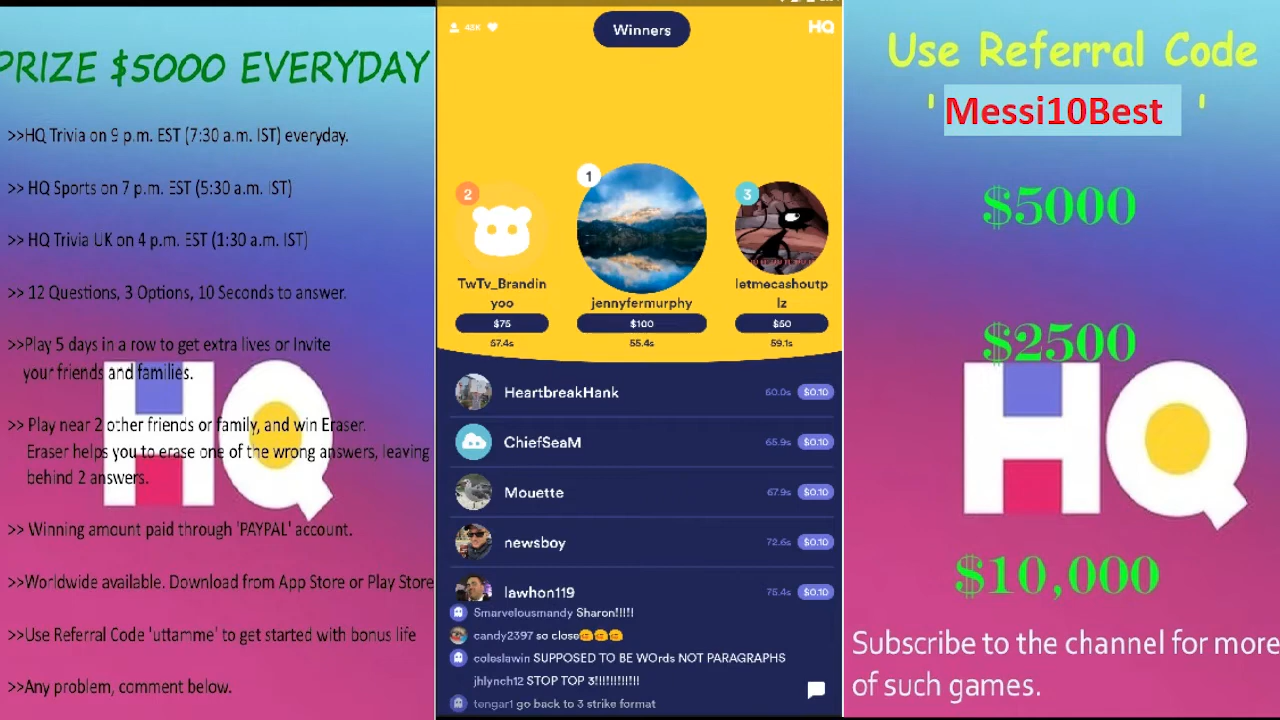 PRIZE $5000 EVERYDAY
>>HQ Trivia on 9 p.m. EST (7:30 a.m. IST) everyday.
>> HQ Sports on 7 p.m. EST (5:30 a.m. IST)
>> HQ Trivia UK on 4 p.m. EST (1:30 a.m. IST)
>> 12 Questions, 3 Options, 10 Seconds to answer.
>>Play 5 days in a row to get extra lives or Invite
your friends and families.
>> Play near 2 other friends or family, and win Eraser.
Eraser helps you to erase one of the wrong answers, leaving
behind 2 answers.
HQ
>> Winning amount paid through 'PAYPAL' account.
>>Worldwide available. Download from App Store or Play Store
>>Use Referral Code 'uttamme' to get started with bonus life
>>Any problem, comment below.
43K
Winners
HQ
2
1
3
TwTv_Brandin
yoo
jennyfermurphy
letmecashoutp
lz
$75
$100
$50
57.4s
55.4s
59.1s
HeartbreakHank 60.0s $0.10
ChiefSeaM 65.9s $0.10
Mouette 67.9s $0.10
newsboy 72.6s $0.10
lawhon119 75.4s $0.10
Smarvelousmandy Sharon!!!!!
candy2397 so close🤗🤗🤗
coleslawin SUPPOSED TO BE WOrds NOT PARAGRAPHS
jhlynch12 STOP TOP 3!!!!!!!!!!!!
tengar1 go back to 3 strike format
Use Referral Code
' Messi10Best '
$5000
$2500
HQ
$10,000
Subscribe to the channel for more
of such games.